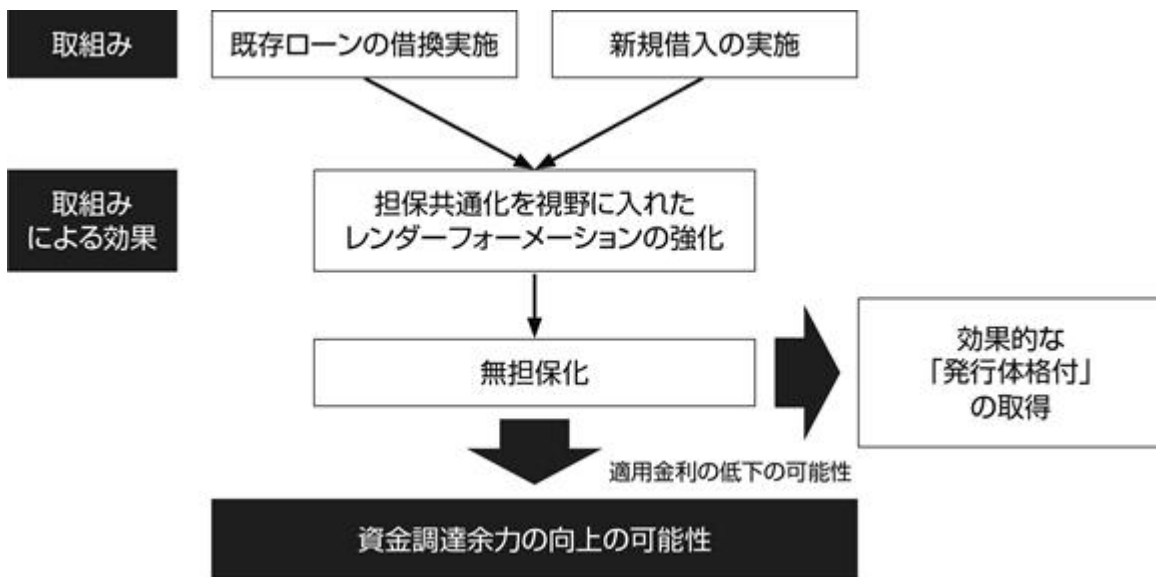 取組み
既存ローンの借換実施
新規借入の実施
取組み
による効果
担保共通化を視野に入れた
レンダーフォーメーションの強化
無担保化
効果的な
「発行体格付」
の取得
適用金利の低下の可能性
資金調達余力の向上の可能性